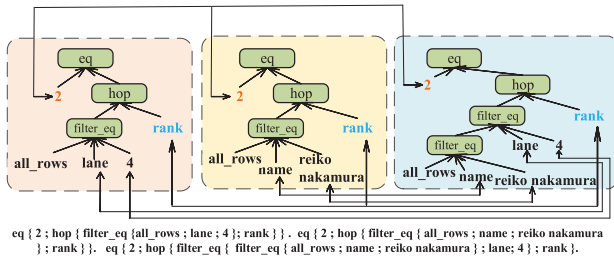 eq
2
hop
filter_eq
rank
all_rows
lane
4
eq
2
hop
filter_eq
rank
all_rows
name
reiko
nakamura
eq
2
hop
filter_eq
lane
4
rank
filter_eq
all_rows
name
reiko nakamura
eq { 2 ; hop { filter_eq {all_rows ; lane ; 4 }; rank } } . eq { 2 ; hop { filter_eq { all_rows ; name ; reiko nakamura
} ; rank } }. eq { 2 ; hop { filter_eq { filter_eq { all_rows ; name ; reiko nakamura } ; lane; 4 } ; rank }.